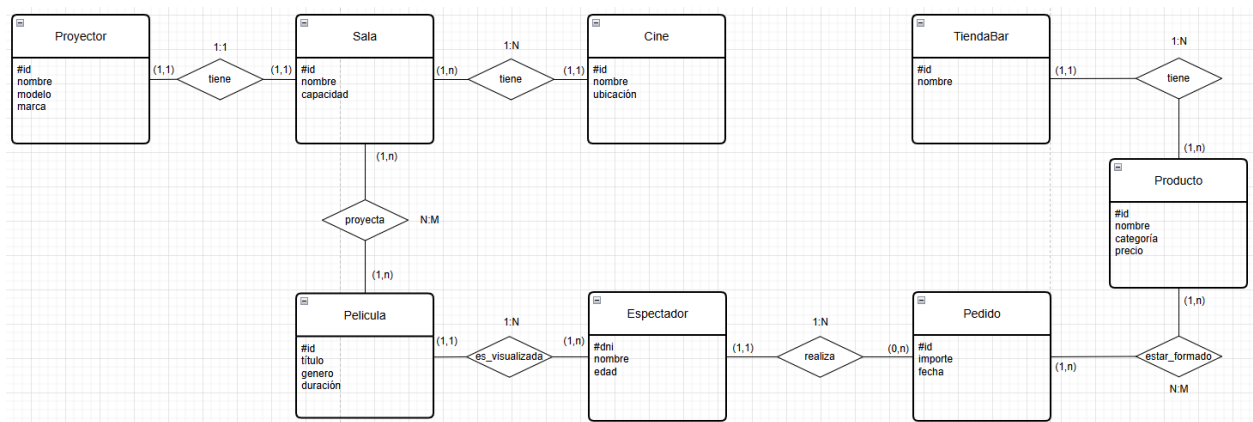 Proyector
#id
nombre
modelo
marca
(1,1)
1:1
tiene
(1,1)
Sala
#id
nombre
capacidad
(1,n)
1:N
tiene
(1,1)
Cine
#id
nombre
ubicación
TiendaBar
#id
nombre
(1,1)
1:N
tiene
(1,n)
Producto
#id
nombre
categoría
precio
(1,n)
(1,n)
proyecta
N:M
(1,n)
Pelicula
#id
título
genero
duración
(1,1)
1:N
es_visualizada
(1,n)
Espectador
#dni
nombre
edad
(1,1)
1:N
realiza
(0,n)
Pedido
#id
importe
fecha
(1,n)
estar_formado
N:M